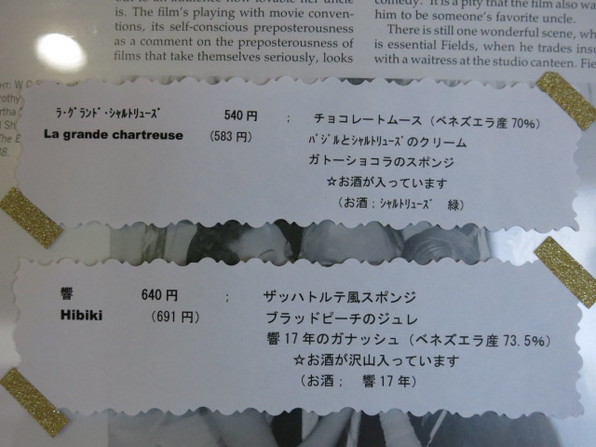 is. The film's playing with movie conven-
tions, its self-conscious preposterousness
as a comment on the preposterousness of
films that take themselves seriously, looks
comedy. It is a pity that the film also wa
him to be someone's favorite uncle.
There is still one wonderful scene, wh
is essential Fields, when he trades insu
with a waitress at the studio canteen. Fie
ラ・グランド・シャルトリューズ 540円 ; チョコレートムース（ベネズエラ産70%）
La grande chartreuse (583円) バジルとシャルトリューズのクリーム
ガトーショコラのスポンジ
☆お酒が入っています
（お酒；シャルトリューズ 緑）
響 640円 ; ザッハトルテ風スポンジ
Hibiki (691円) ブラッドピーチのジュレ
響17年のガナッシュ（ベネズエラ産73.5%）
☆お酒が沢山入っています
（お酒； 響17年）